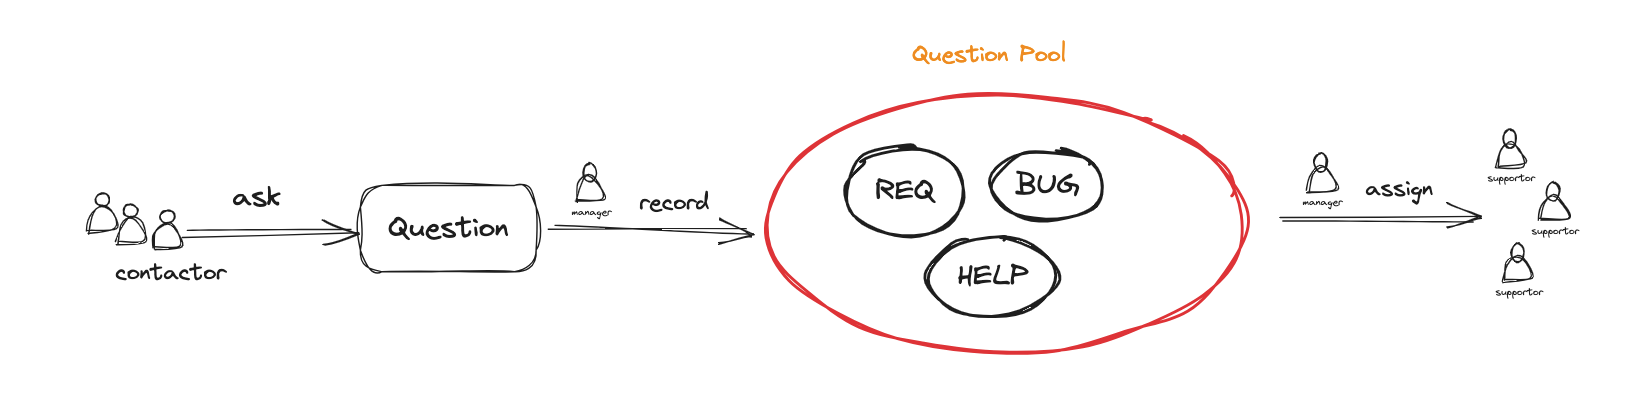 Question Pool
ask
contactor
Question
manager
record
REQ
BUG
HELP
manager
assign
supportor
supportor
supportor